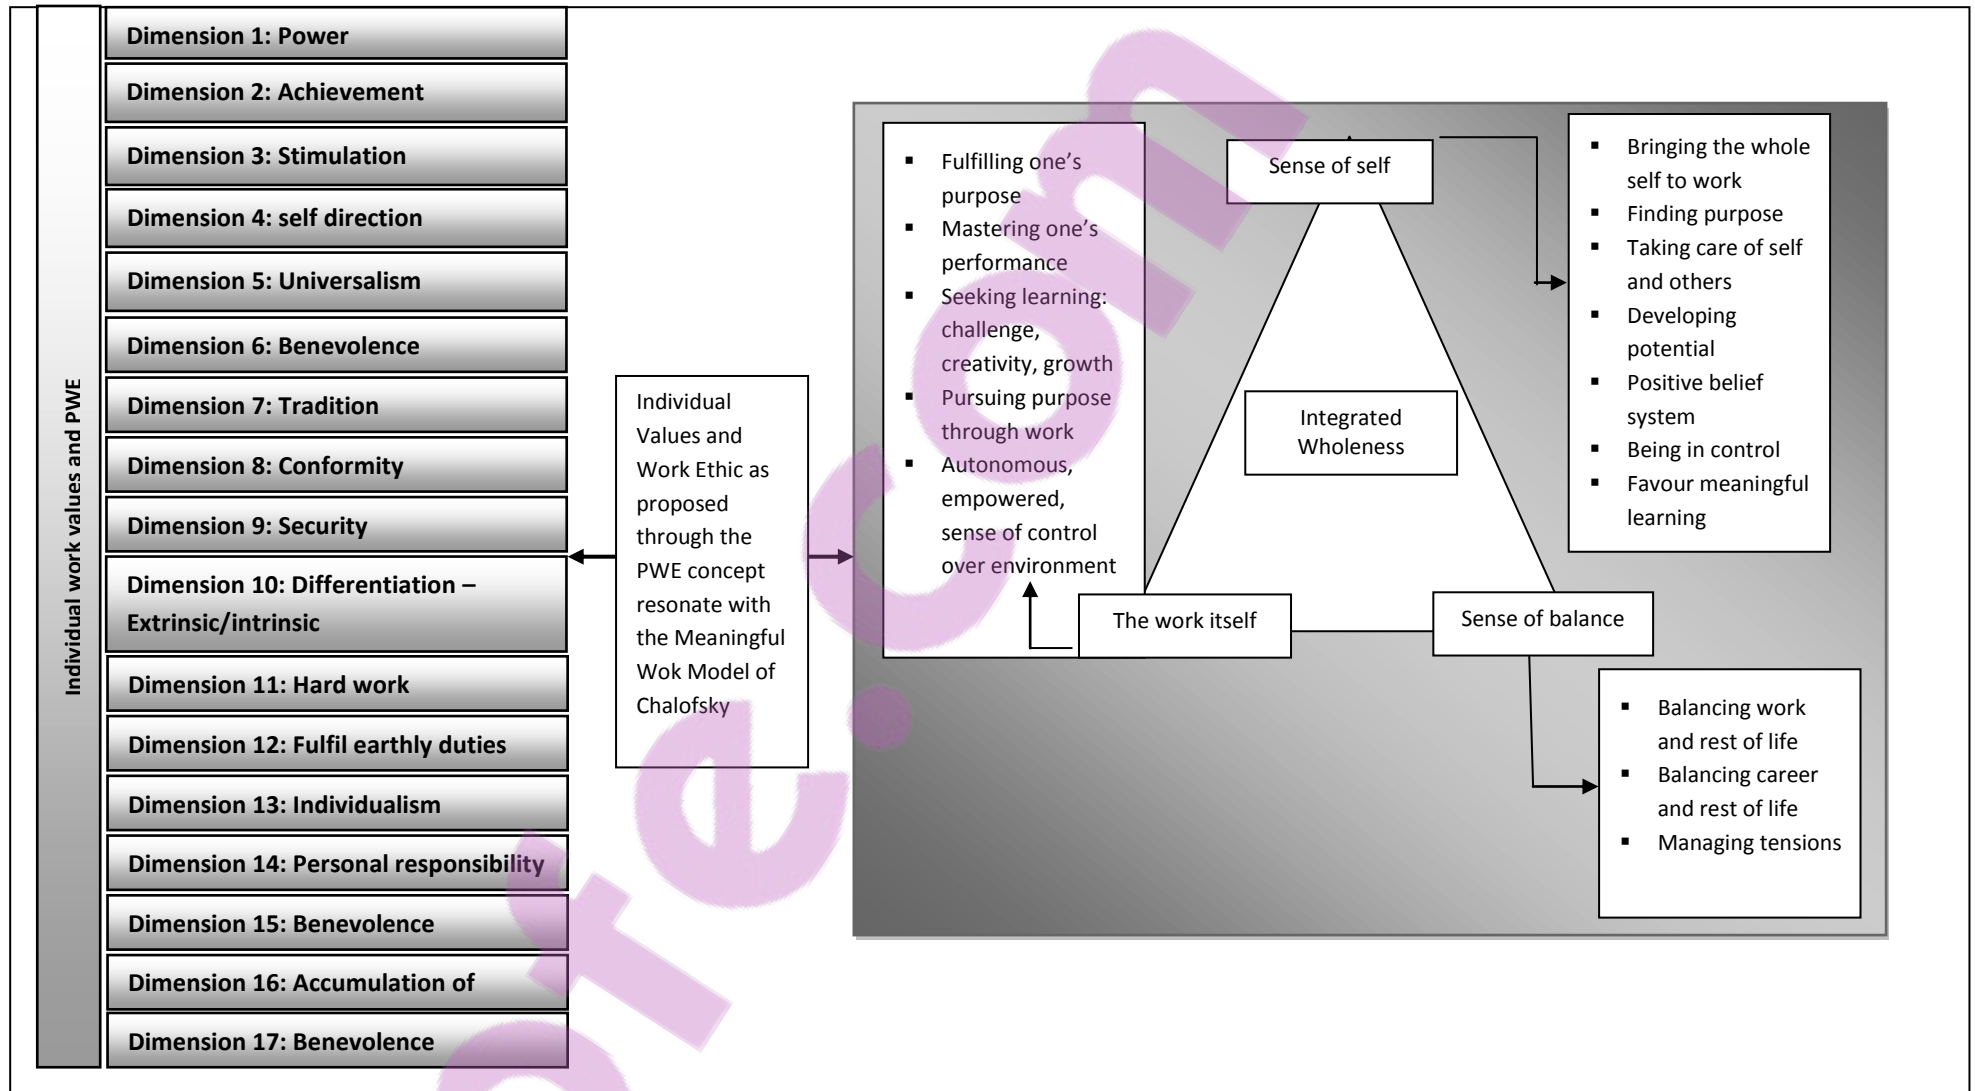 Individual work values and PWE
Dimension 1: Power
Dimension 2: Achievement
Dimension 3: Stimulation
Dimension 4: self direction
Dimension 5: Universalism
Dimension 6: Benevolence
Dimension 7: Tradition
Dimension 8: Conformity
Dimension 9: Security
Dimension 10: Differentiation –
Extrinsic/intrinsic
Dimension 11: Hard work
Dimension 12: Fulfil earthly duties
Dimension 13: Individualism
Dimension 14: Personal responsibility
Dimension 15: Benevolence
Dimension 16: Accumulation of
Dimension 17: Benevolence
Individual
Values and
Work Ethic as
proposed
through the
PWE concept
resonate with
the Meaningful
Wok Model of
Chalofsky
▪ Fulfilling one’s
purpose
▪ Mastering one’s
performance
▪ Seeking learning:
challenge,
creativity, growth
▪ Pursuing purpose
through work
▪ Autonomous,
empowered,
sense of control
over environment
Sense of self
Integrated
Wholeness
The work itself
Sense of balance
▪ Bringing the whole
self to work
▪ Finding purpose
▪ Taking care of self
and others
▪ Developing
potential
▪ Positive belief
system
▪ Being in control
▪ Favour meaningful
learning
▪ Balancing work
and rest of life
▪ Balancing career
and rest of life
▪ Managing tensions
fe.com